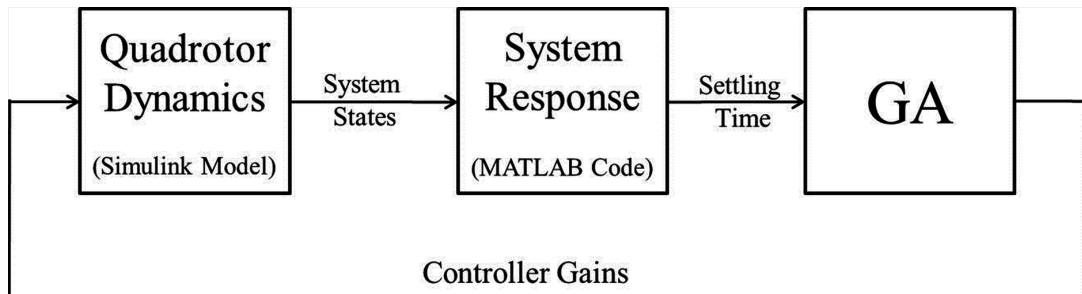 Quadrotor
Dynamics
(Simulink Model)
System
States
System
Response
(MATLAB Code)
Settling
Time
GA
Controller Gains